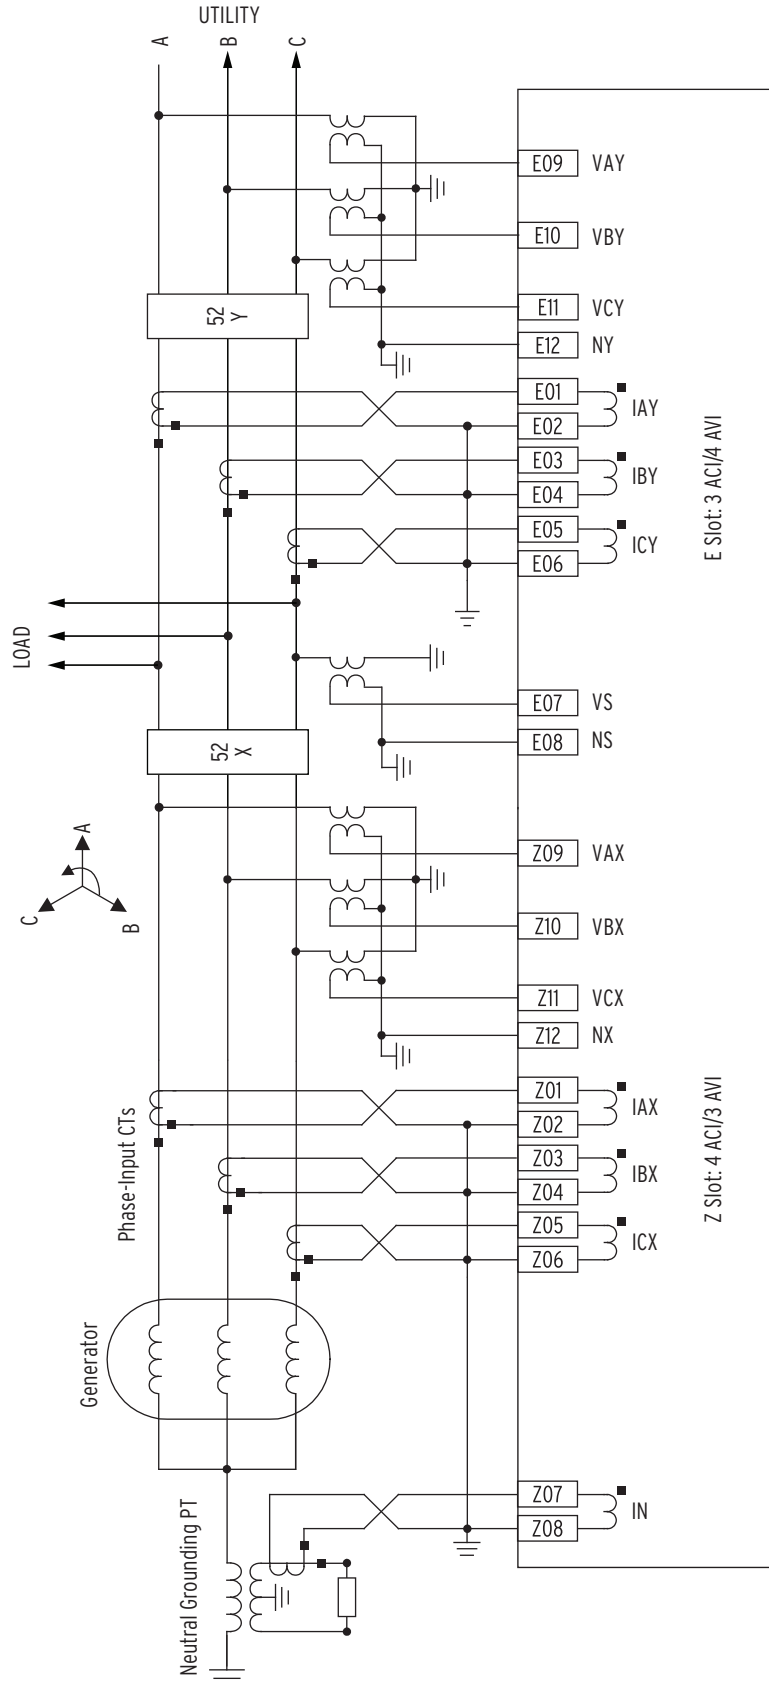 UTILITY
A
B
C
E09 VAY
E10 VBY
52
Y
E11 VCY
E12 NY
E01
IAY
E02
E03
IBY
E04
E05
ICY
E06
E Slot: 3 ACI/4 AVI
LOAD
E07 VS
52
X
E08 NS
A
C
B
Z09 VAX
Z10 VBX
Z11 VCX
Z12 NX
Phase-Input CTs
Z01
IAX
Z02
Z03
IBX
Z04
Z05
ICX
Z06
Z Slot: 4 ACI/3 AVI
Generator
Neutral Grounding PT
Z07
IN
Z08